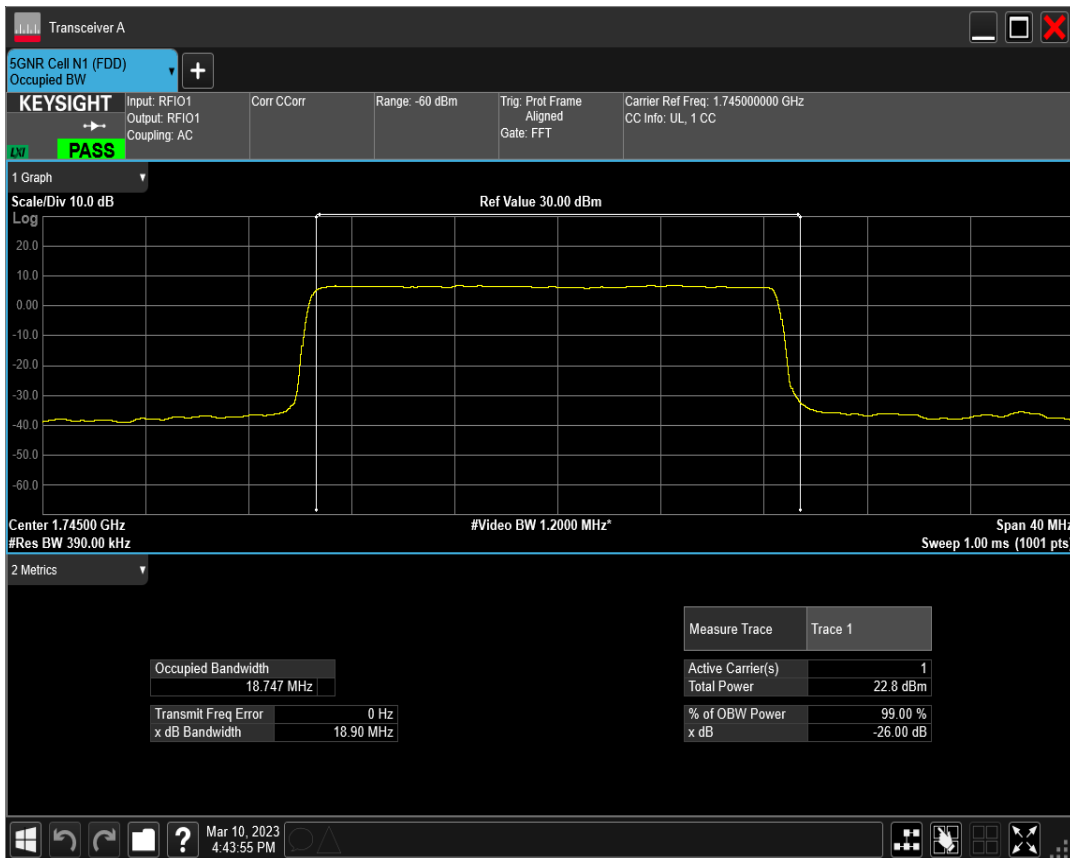 Transceiver A
5GNR Cell N1 (FDD)
Occupied BW
+
KEYSIGHT
LXI
PASS
Input: RFIO1
Output: RFIO1
Coupling: AC
Corr CCorr
Range: -60 dBm
Trig: Prot Frame
Aligned
Gate: FFT
Carrier Ref Freq: 1.745000000 GHz
CC Info: UL, 1 CC
1 Graph
Scale/Div 10.0 dB
Ref Value 30.00 dBm
Log
20.0
10.0
0.00
-10.0
-20.0
-30.0
-40.0
-50.0
-60.0
Center 1.74500 GHz
#Video BW 1.2000 MHz*
Span 40 MHz
#Res BW 390.00 kHz
Sweep 1.00 ms (1001 pts)
2 Metrics
Measure Trace Trace 1
Occupied Bandwidth
18.747 MHz
Active Carrier(s) 1
Total Power 22.8 dBm
Transmit Freq Error 0 Hz
x dB Bandwidth 18.90 MHz
% of OBW Power 99.00 %
x dB -26.00 dB
?
Mar 10, 2023
4:43:55 PM